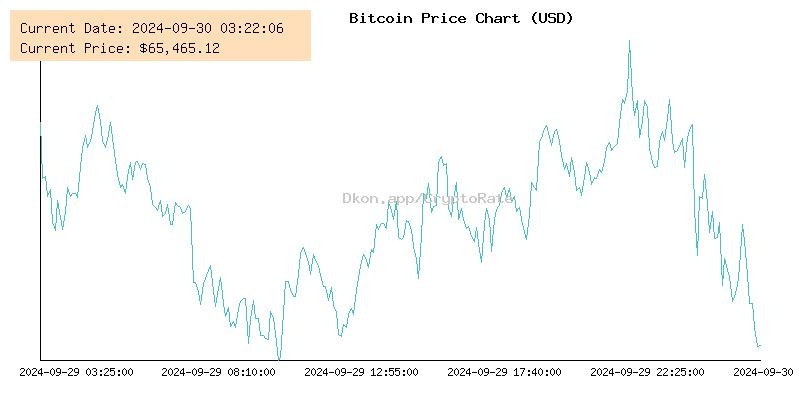 Bitcoin Price Chart (USD)
Current Date: 2024-09-30 03:22:06
Current Price: $65,465.12
Dkon.app/CryptoRate
2024-09-29 03:25:00 2024-09-29 08:10:00 2024-09-29 12:55:00 2024-09-29 17:40:00 2024-09-29 22:25:00 2024-09-30